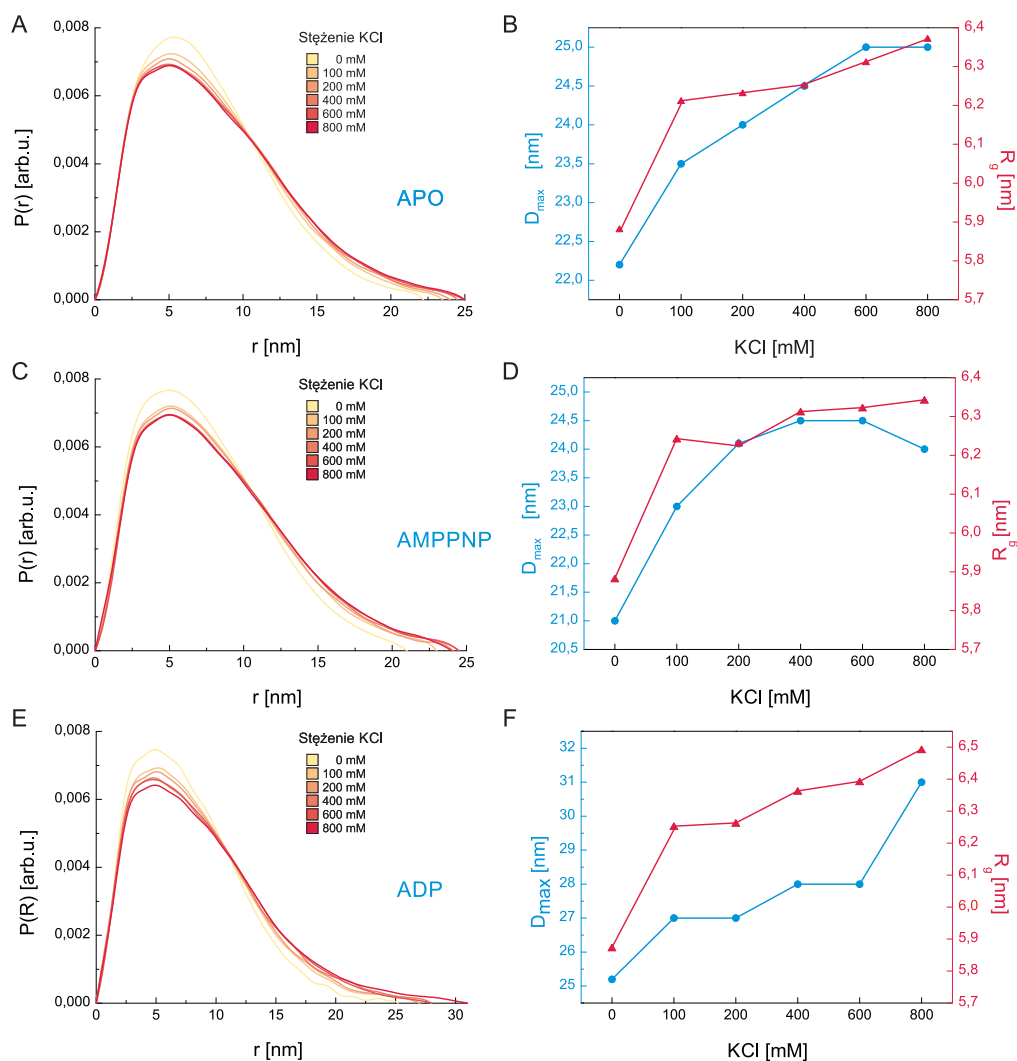 A
0,008
0,006
0,004
0,002
0,000
P(r) [arb.u.]
Stężenie KCl
0 mM
100 mM
200 mM
400 mM
600 mM
800 mM
APO
0 5 10 15 20 25
r [nm]
B
25,0
24,5
24,0
23,5
23,0
22,5
22,0
Dmax [nm]
6,4
6,3
6,2
6,1
6,0
5,9
5,8
5,7
Rg [nm]
0 100 200 400 600 800
KCl [mM]
C
0,008
0,006
0,004
0,002
0,000
P(r) [arb.u.]
Stężenie KCl
0 mM
100 mM
200 mM
400 mM
600 mM
800 mM
AMPPNP
0 5 10 15 20 25
r [nm]
D
25,0
24,5
24,0
23,5
23,0
22,5
22,0
21,5
21,0
20,5
Dmax [nm]
6,4
6,3
6,2
6,1
6,0
5,9
5,8
5,7
Rg [nm]
0 100 200 400 600 800
KCl [mM]
E
0,008
0,006
0,004
0,002
0,000
P(R) [arb.u.]
Stężenie KCl
0 mM
100 mM
200 mM
400 mM
600 mM
800 mM
ADP
0 5 10 15 20 25 30
r [nm]
F
32
31
30
29
28
27
26
25
Dmax [nm]
6,5
6,4
6,3
6,2
6,1
6,0
5,9
5,8
5,7
Rg [nm]
0 100 200 400 600 800
KCl [mM]